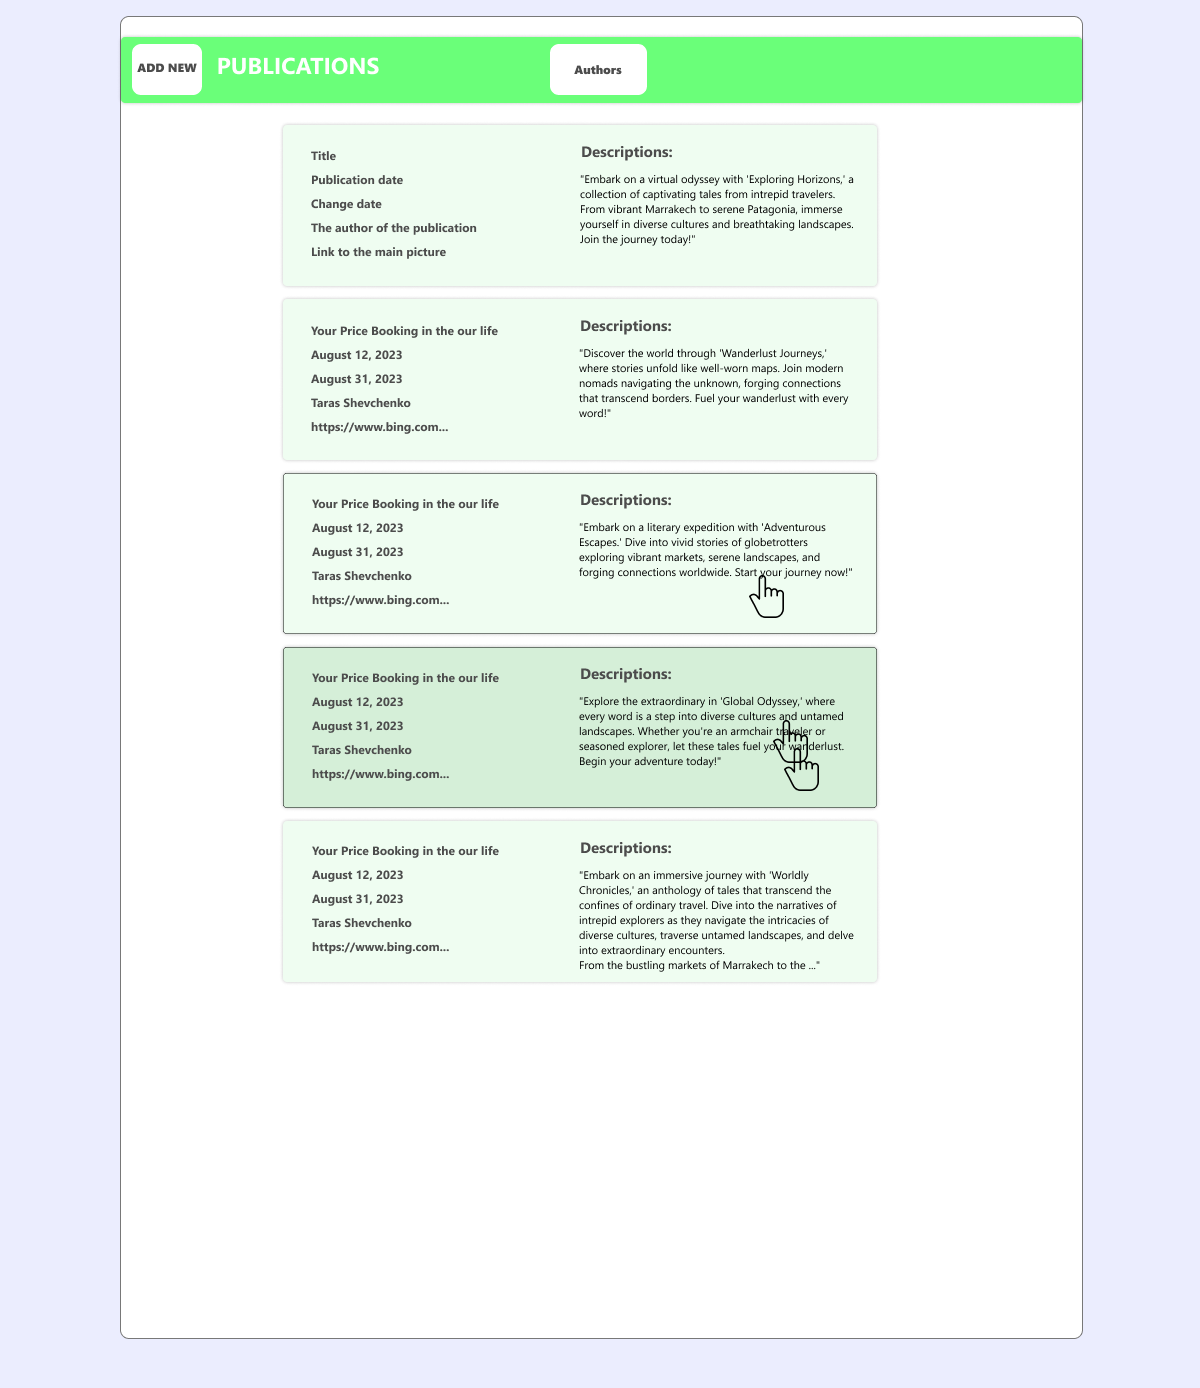 ADD NEW
PUBLICATIONS
Authors
Title
Publication date
Change date
The author of the publication
Link to the main picture
Descriptions:
"Embark on a virtual odyssey with 'Exploring Horizons,' a
collection of captivating tales from intrepid travelers.
From vibrant Marrakech to serene Patagonia, immerse
yourself in diverse cultures and breathtaking landscapes.
Join the journey today!"
Your Price Booking in the our life
August 12, 2023
August 31, 2023
Taras Shevchenko
https://www.bing.com...
Descriptions:
"Discover the world through 'Wanderlust Journeys,'
where stories unfold like well-worn maps. Join modern
nomads navigating the unknown, forging connections
that transcend borders. Fuel your wanderlust with every
word!"
Your Price Booking in the our life
August 12, 2023
August 31, 2023
Taras Shevchenko
https://www.bing.com...
Descriptions:
"Embark on a literary expedition with 'Adventurous
Escapes.' Dive into vivid stories of globetrotters
exploring vibrant markets, serene landscapes, and
forging connections worldwide. Start your journey now!"
Your Price Booking in the our life
August 12, 2023
August 31, 2023
Taras Shevchenko
https://www.bing.com...
Descriptions:
"Explore the extraordinary in 'Global Odyssey,' where
every word is a step into diverse cultures and untamed
landscapes. Whether you're an armchair traveler or
seasoned explorer, let these tales fuel your wanderlust.
Begin your adventure today!"
Your Price Booking in the our life
August 12, 2023
August 31, 2023
Taras Shevchenko
https://www.bing.com...
Descriptions:
"Embark on an immersive journey with 'Worldly
Chronicles,' an anthology of tales that transcend the
confines of ordinary travel. Dive into the narratives of
intrepid explorers as they navigate the intricacies of
diverse cultures, traverse untamed landscapes, and delve
into extraordinary encounters.
From the bustling markets of Marrakech to the ..."